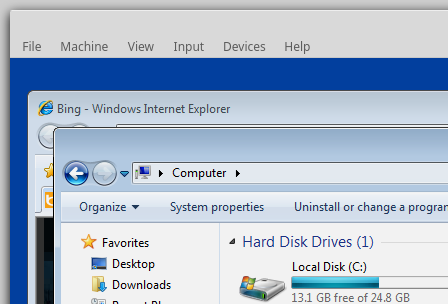 File Machine View Input Devices Help
Bing - Windows Internet Explorer
Computer
Organize System properties Uninstall or change a
Favorites
Hard Disk Drives (1)
Desktop
Local Disk (C:)
Downloads
13.1 GB free of 24.8 GB